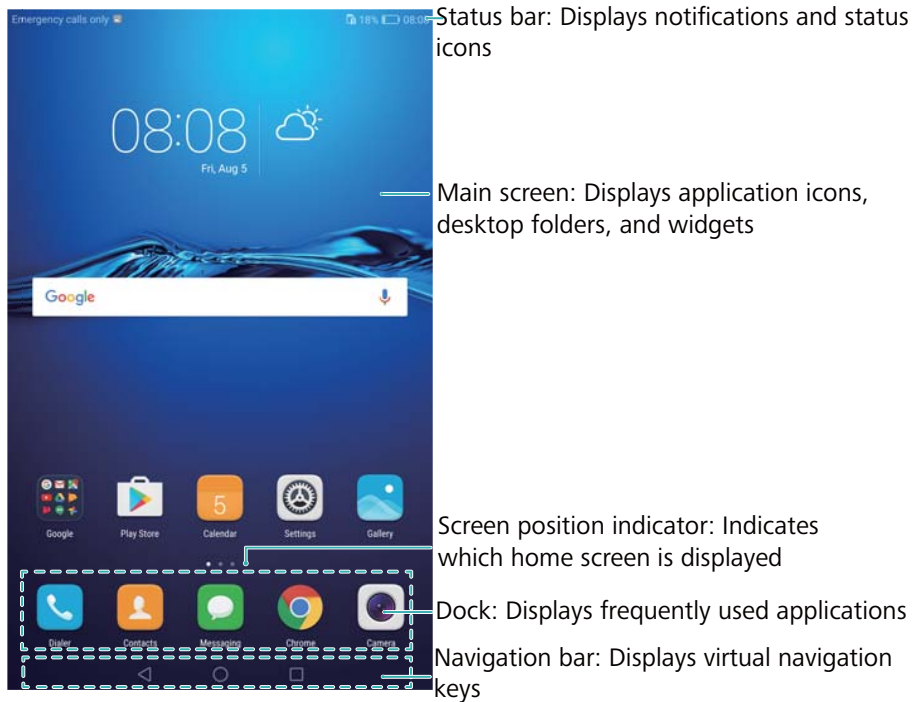 Emergency calls only
18% 08:08
Status bar: Displays notifications and status
icons
08:08
Fri, Aug 5
Main screen: Displays application icons,
desktop folders, and widgets
Google
5
Google Play Store Calendar Settings Gallery
Screen position indicator: Indicates
which home screen is displayed
Dock: Displays frequently used applications
Dialer Contacts Messaging Chrome Camera
Navigation bar: Displays virtual navigation
keys